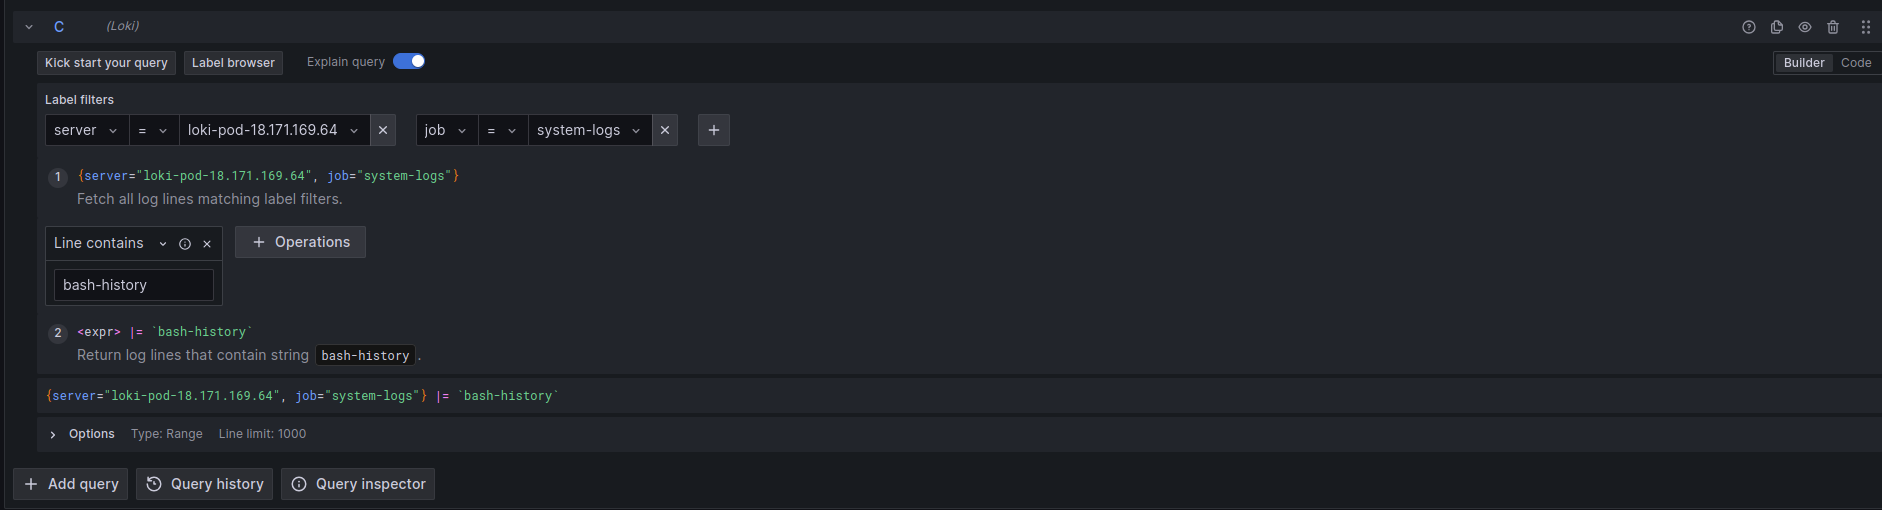 C (Loki)
Kick start your query Label browser Explain query Builder Code
Label filters
server = loki-pod-18.171.169.64 job = system-logs
1 {server="loki-pod-18.171.169.64", job="system-logs"}
Fetch all log lines matching label filters.
Line contains + Operations
bash-history
2 <expr> |= `bash-history`
Return log lines that contain string bash-history .
{server="loki-pod-18.171.169.64", job="system-logs"} |= `bash-history`
Options Type: Range Line limit: 1000
+ Add query Query history Query inspector